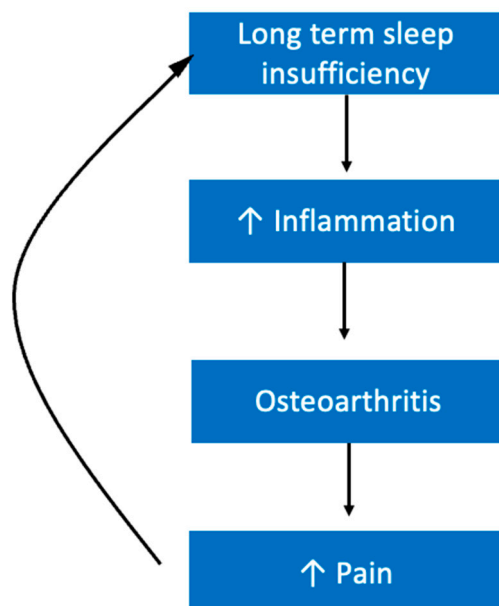 Long term sleep
insufficiency
↑ Inflammation
Osteoarthritis
↑ Pain